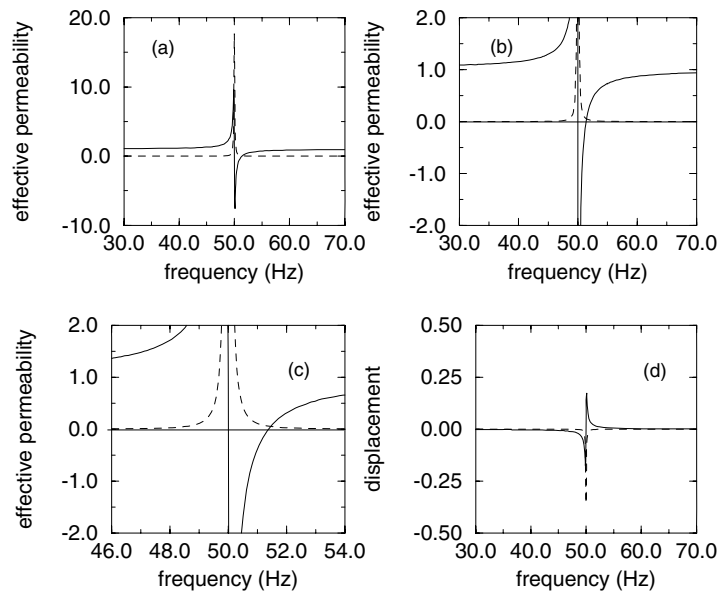 20.0
10.0
0.0
-10.0
effective permeability
(a)
30.0 40.0 50.0 60.0 70.0
frequency (Hz)
2.0
1.0
0.0
-1.0
-2.0
effective permeability
(b)
30.0 40.0 50.0 60.0 70.0
frequency (Hz)
2.0
1.0
0.0
-1.0
-2.0
effective permeability
(c)
46.0 48.0 50.0 52.0 54.0
frequency (Hz)
0.50
0.25
0.00
-0.25
-0.50
displacement
(d)
30.0 40.0 50.0 60.0 70.0
frequency (Hz)